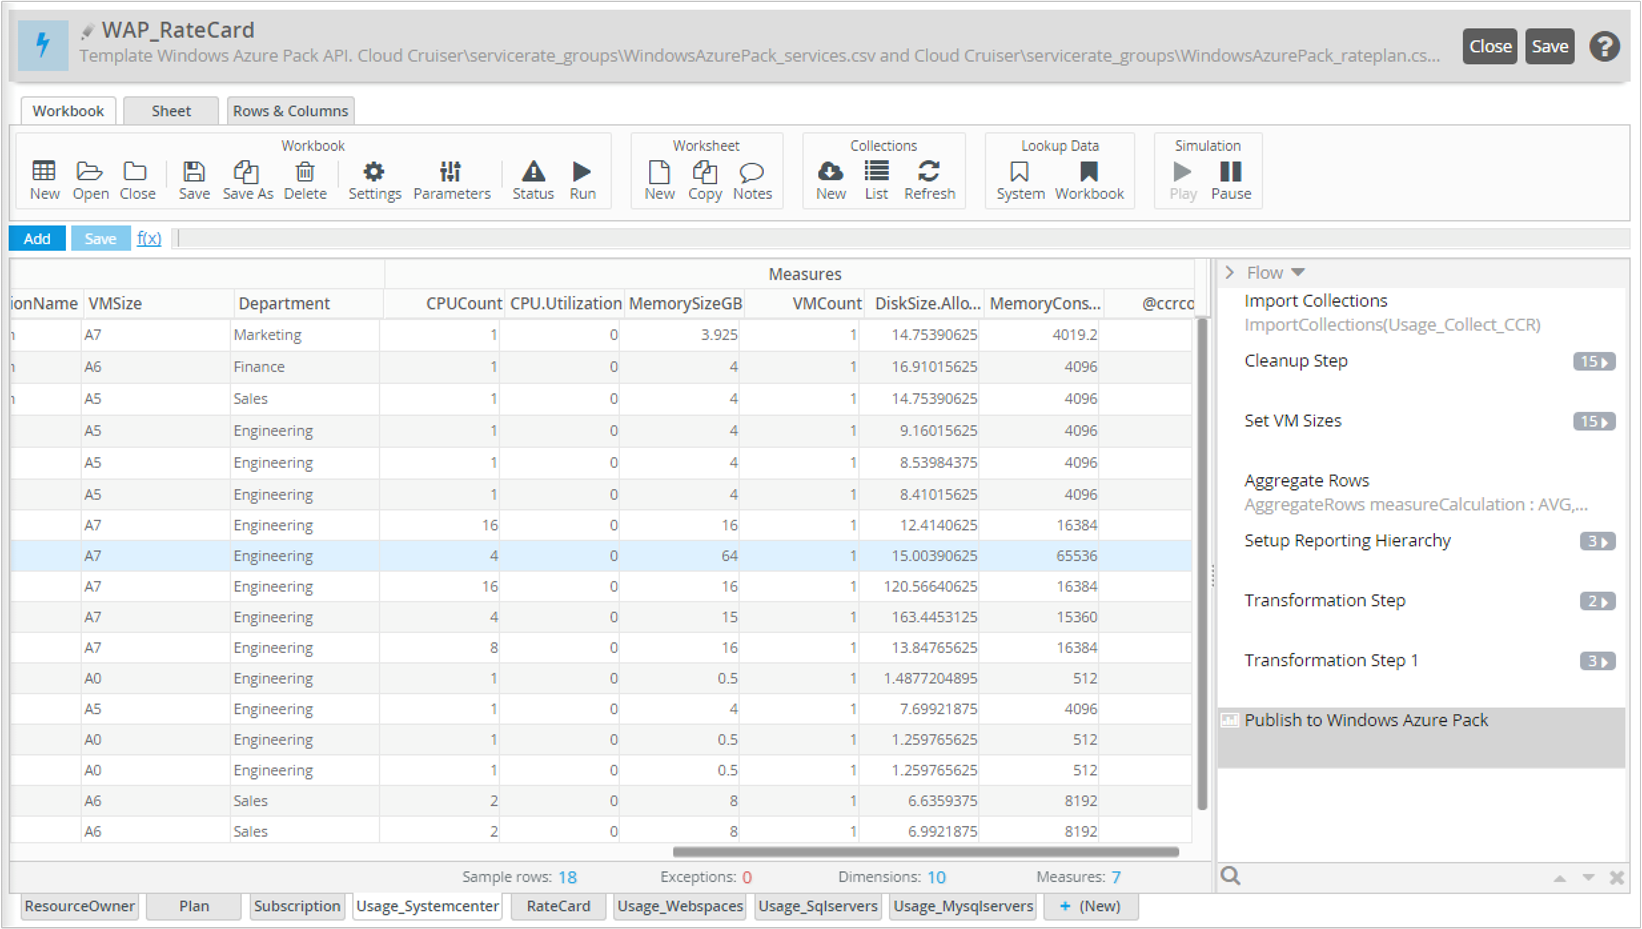 WAP_RateCard
Template Windows Azure Pack API. Cloud Cruiser\servicerate_groups\WindowsAzurePack_services.csv and Cloud Cruiser\servicerate_groups\WindowsAzurePack_rateplan.cs...
Close Save ?
Workbook Sheet Rows & Columns
Workbook Worksheet Collections Lookup Data Simulation
New Open Close Save Save As Delete Settings Parameters Status Run New Copy Notes New List Refresh System Workbook Play Pause
Add Save f(x)
Measures
ionName VMSize Department CPUCount CPU.Utilization MemorySizeGB VMCount DiskSize.Allo... MemoryCons... @ccrco
A7 Marketing 1 0 3.925 1 14.75390625 4019.2
A6 Finance 1 0 4 1 16.91015625 4096
A5 Sales 1 0 4 1 14.75390625 4096
A5 Engineering 1 0 4 1 9.16015625 4096
A5 Engineering 1 0 4 1 8.53984375 4096
A5 Engineering 1 0 4 1 8.41015625 4096
A7 Engineering 16 0 16 1 12.4140625 16384
A7 Engineering 4 0 64 1 15.00390625 65536
A7 Engineering 16 0 16 1 120.56640625 16384
A7 Engineering 4 0 15 1 163.4453125 15360
A7 Engineering 8 0 16 1 13.84765625 16384
A0 Engineering 1 0 0.5 1 1.4877204895 512
A5 Engineering 1 0 4 1 7.69921875 4096
A0 Engineering 1 0 0.5 1 1.259765625 512
A0 Engineering 1 0 0.5 1 1.259765625 512
A6 Sales 2 0 8 1 6.6359375 8192
A6 Sales 2 0 8 1 6.9921875 8192
Sample rows: 18 Exceptions: 0 Dimensions: 10 Measures: 7
Flow
Import Collections
ImportCollections(Usage_Collect_CCR)
Cleanup Step 15
Set VM Sizes 15
Aggregate Rows
AggregateRows measureCalculation : AVG,...
Setup Reporting Hierarchy 3
Transformation Step 2
Transformation Step 1 3
Publish to Windows Azure Pack
ResourceOwner Plan Subscription Usage_Systemcenter RateCard Usage_Webspaces Usage_Sqlservers Usage_Mysqlservers + (New)